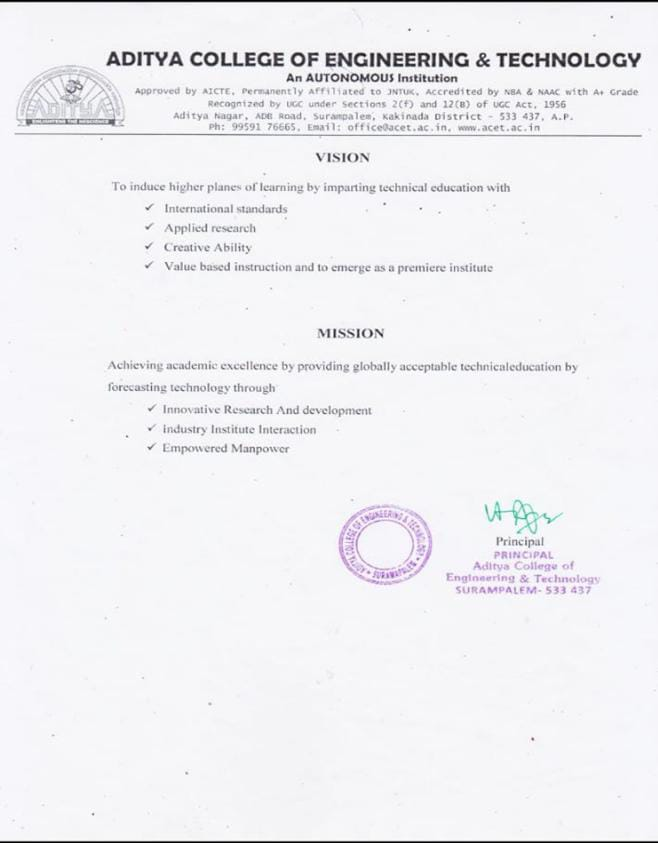 ADITYA COLLEGE OF ENGINEERING & TECHNOLOGY
An AUTONOMOUS Institution
Approved by AICTE, Permanently Affiliated to JNTUK, Accredited by NBA & NAAC with A+ Grade
Recognized by UGC under Sections 2(f) and 12(B) of UGC Act, 1956
Aditya Nagar, ADB Road, Surampalem, Kakinada District - 533 437, A.P.
Ph: 99591 76665, Email: office@acet.ac.in, www.acet.ac.in
ADITYA
ENLIGHTENS THE NESCIENCE
VISION
To induce higher planes of learning by imparting technical education with
✓ International standards
✓ Applied research
✓ Creative Ability
✓ Value based instruction and to emerge as a premiere institute
MISSION
Achieving academic excellence by providing globally acceptable technicaleducation by
forecasting technology through
✓ Innovative Research And development
✓ industry Institute Interaction
✓ Empowered Manpower
ADITYA COLLEGE OF ENGINEERING & TECHNOLOGY
Principal
PRINCIPAL
Aditya College of
Engineering & Technology
SURAMPALEM- 533 437